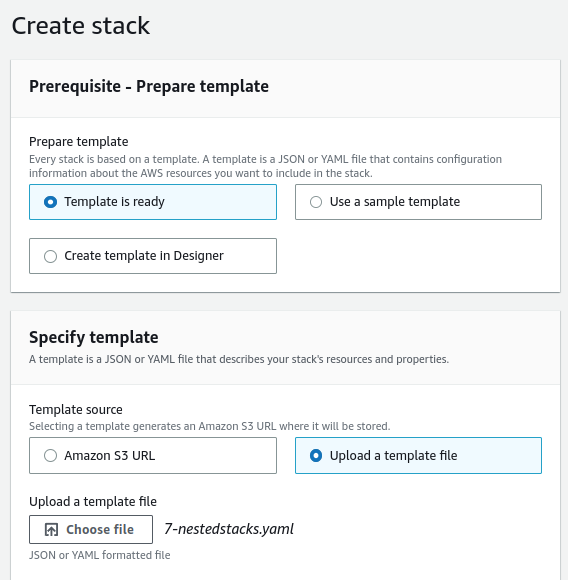 Create stack
Prerequisite - Prepare template
Prepare template
Every stack is based on a template. A template is a JSON or YAML file that contains configuration
information about the AWS resources you want to include in the stack.
Template is ready
Use a sample template
Create template in Designer
Specify template
A template is a JSON or YAML file that describes your stack's resources and properties.
Template source
Selecting a template generates an Amazon S3 URL where it will be stored.
Amazon S3 URL
Upload a template file
Upload a template file
Choose file
7-nestedstacks.yaml
JSON or YAML formatted file